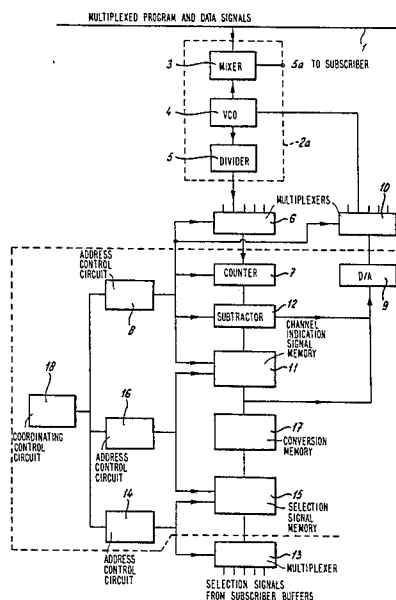 MULTIPLEXED PROGRAM AND DATA SIGNALS
1
3
MIXER
5a TO SUBSCRIBER
4
VCO
2a
5
DIVIDER
MULTIPLEXERS
6
10
ADDRESS
CONTROL
CIRCUIT
8
COUNTER
7
D/A
9
SUBTRACTOR
12
CHANNEL
INDICATION
SIGNAL
MEMORY
11
18
COORDINATING
CONTROL
CIRCUIT
16
ADDRESS
CONTROL
CIRCUIT
17
CONVERSION
MEMORY
14
ADDRESS
CONTROL
CIRCUIT
15
SELECTION
SIGNAL
MEMORY
13
MULTIPLEXER
SELECTION SIGNALS
FROM SUBSCRIBER BUFFERS